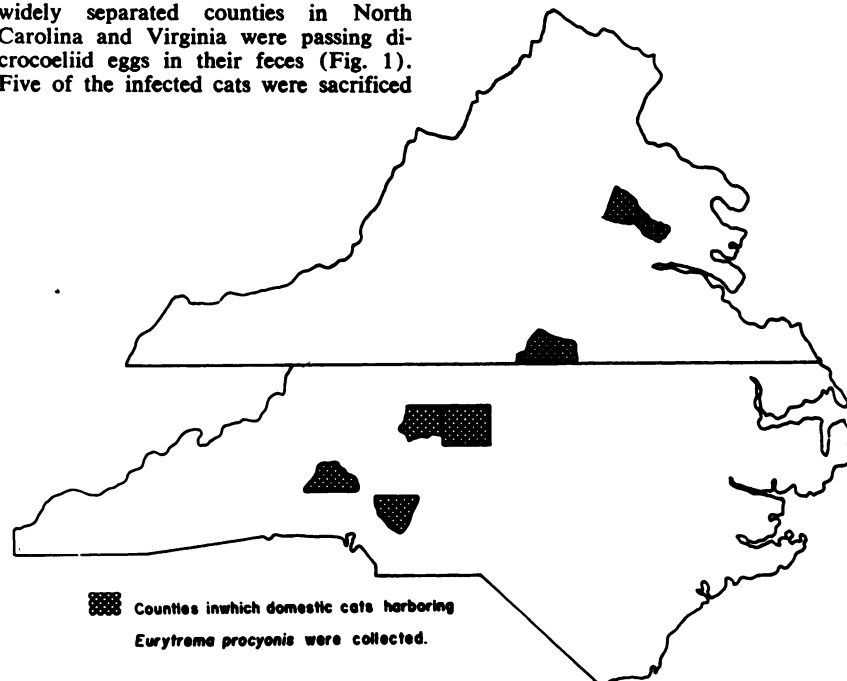 widely separated counties in North
Carolina and Virginia were passing di-
crocoeliid eggs in their feces (Fig. 1).
Five of the infected cats were sacrificed
Counties inwhich domestic cats harboring
Eurytrema procyonis were collected.